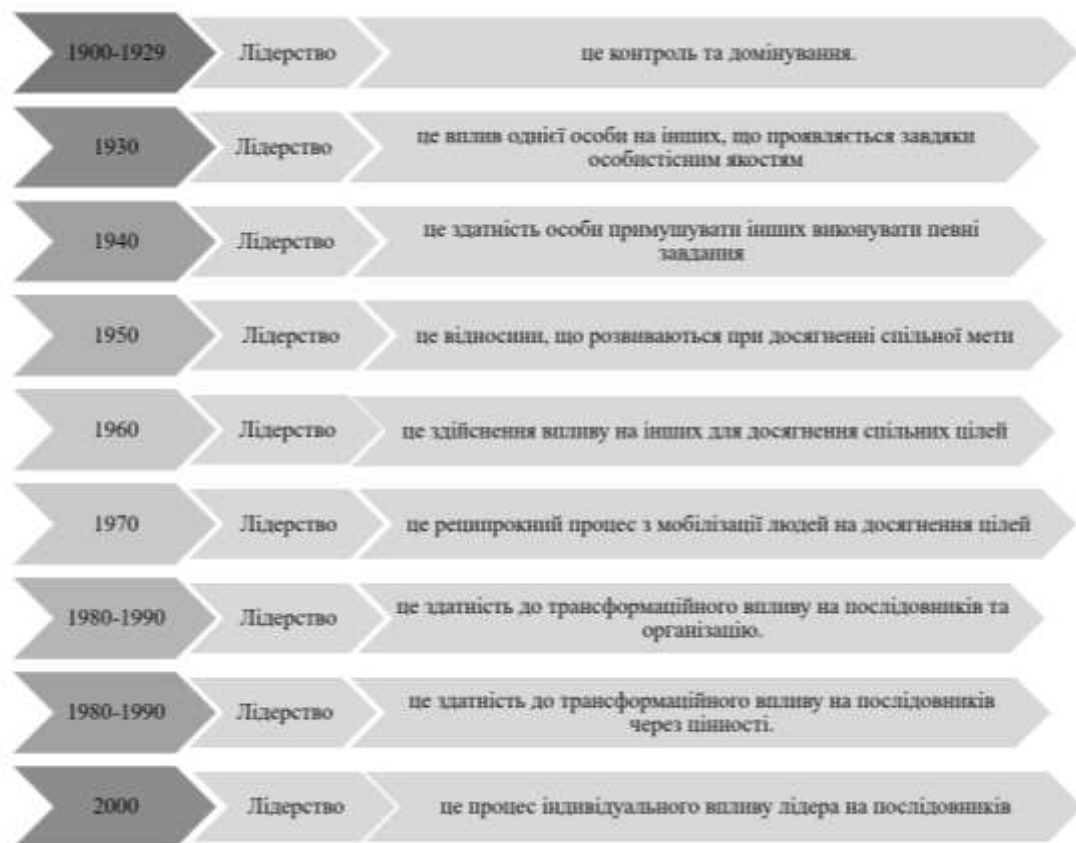 1900-1929 Лідерство це контроль та домінування.
1930 Лідерство це вплив однієї особи на інших, що проявляється завдяки
особистісним якостям
1940 Лідерство це здатність особи примушувати інших виконувати певні
завдання
1950 Лідерство це відносини, що розвиваються при досягненні спільної мети
1960 Лідерство це здійснення впливу на інших для досягнення спільних цілей
1970 Лідерство це реципрокний процес з мобілізації людей на досягнення цілей
1980-1990 Лідерство це здатність до трансформаційного впливу на послідовників та
організацію.
1980-1990 Лідерство це здатність до трансформаційного впливу на послідовників
через цінності.
2000 Лідерство це процес індивідуального впливу лідера на послідовників